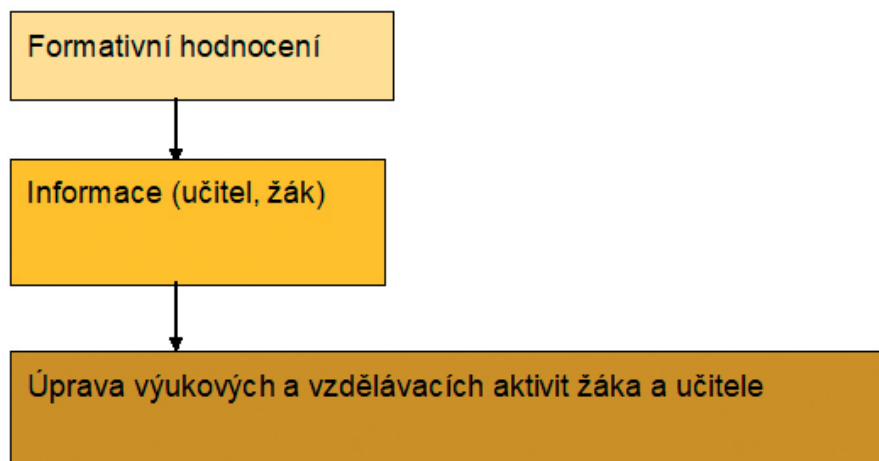 Formativní hodnocení
Informace (učitel, žák)
Úprava výukových a vzdělávacích aktivit žáka a učitele